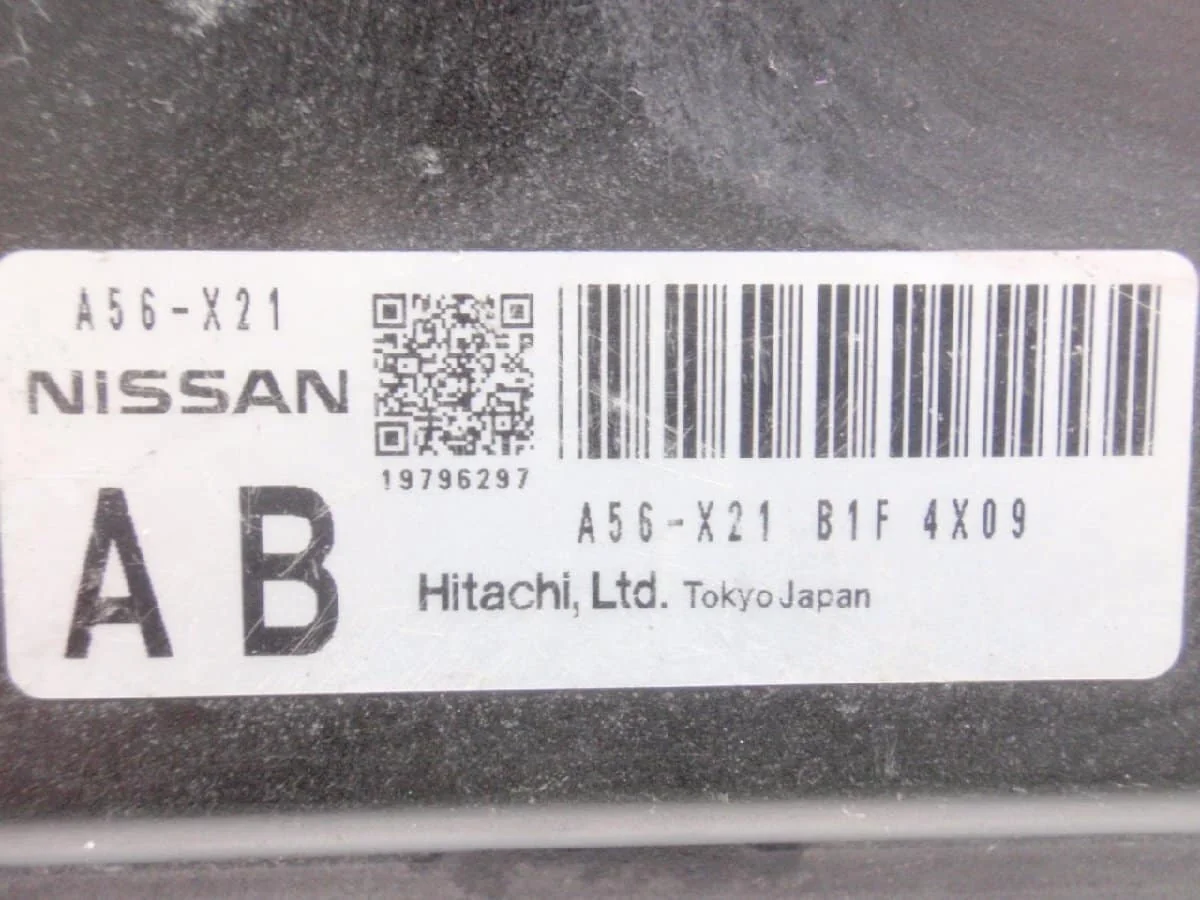 A56-X21
NISSAN
19796297
AB
A56-X21 B1F 4X09
Hitachi, Ltd. Tokyo Japan